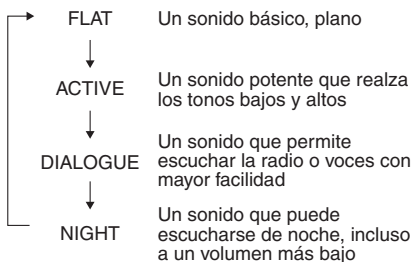 FLAT Un sonido básico, plano
ACTIVE Un sonido potente que realza
los tonos bajos y altos
DIALOGUE Un sonido que permite
escuchar la radio o voces con
mayor facilidad
NIGHT Un sonido que puede
escucharse de noche, incluso
a un volumen más bajo